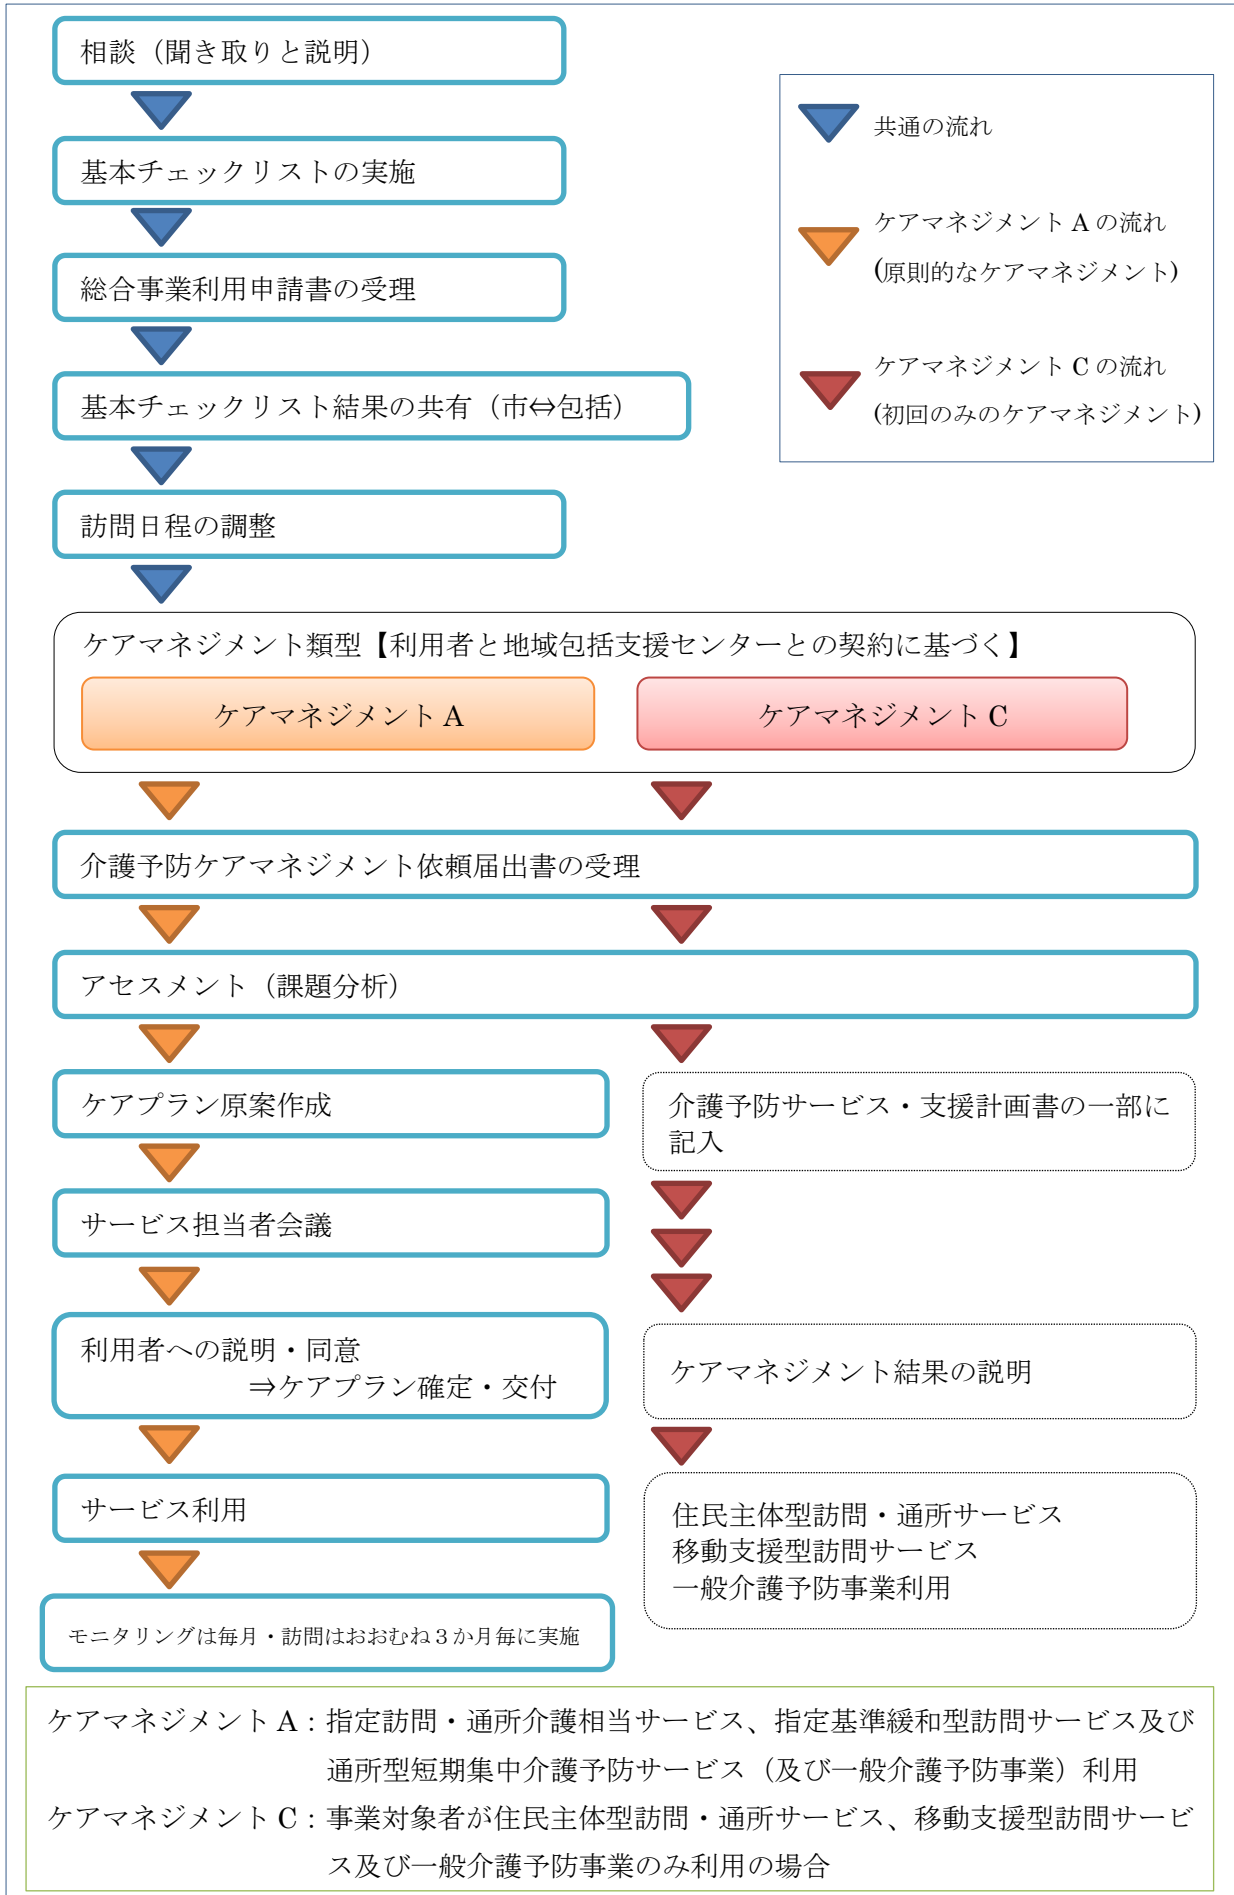 相談（聞き取りと説明）
基本チェックリストの実施
総合事業利用申請書の受理
基本チェックリスト結果の共有（市⇔包括）
訪問日程の調整
共通の流れ
ケアマネジメント A の流れ
(原則的なケアマネジメント)
ケアマネジメント C の流れ
(初回のみのケアマネジメント)
ケアマネジメント類型【利用者と地域包括支援センターとの契約に基づく】
ケアマネジメント A
ケアマネジメント C
介護予防ケアマネジメント依頼届出書の受理
アセスメント（課題分析）
ケアプラン原案作成
サービス担当者会議
利用者への説明・同意
⇒ケアプラン確定・交付
サービス利用
モニタリングは毎月・訪問はおおむね３か月毎に実施
介護予防サービス・支援計画書の一部に
記入
ケアマネジメント結果の説明
住民主体型訪問・通所サービス
移動支援型訪問サービス
一般介護予防事業利用
ケアマネジメント A：指定訪問・通所介護相当サービス、指定基準緩和型訪問サービス及び
通所型短期集中介護予防サービス（及び一般介護予防事業）利用
ケアマネジメント C：事業対象者が住民主体型訪問・通所サービス、移動支援型訪問サービ
ス及び一般介護予防事業のみ利用の場合